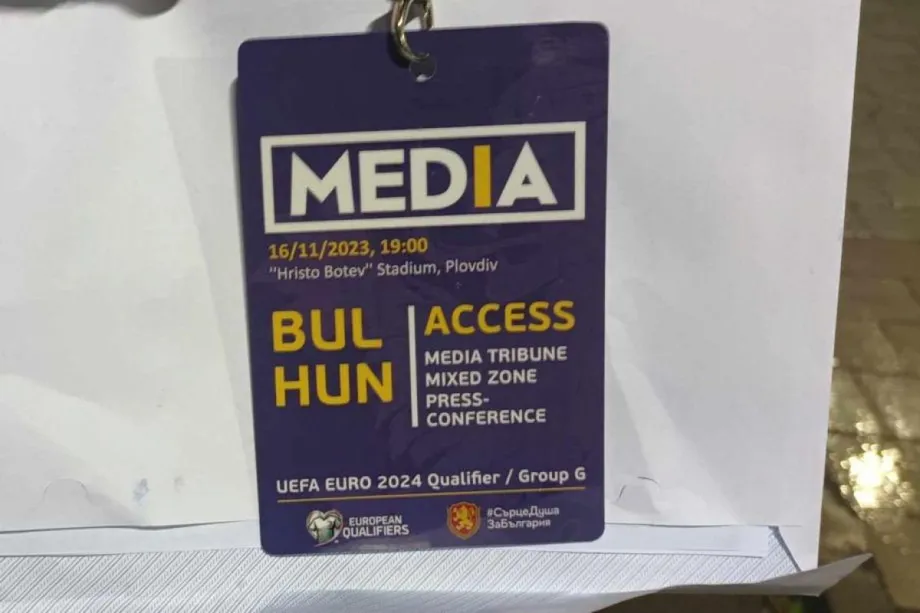 MEDIA
16/11/2023, 19:00
"Hristo Botev" Stadium, Plovdiv
BUL
HUN
ACCESS
MEDIA TRIBUNE
MIXED ZONE
PRESS-
CONFERENCE
UEFA EURO 2024 Qualifier / Group G
EUROPEAN
QUALIFIERS
#СърцеДуша
ЗаБългария